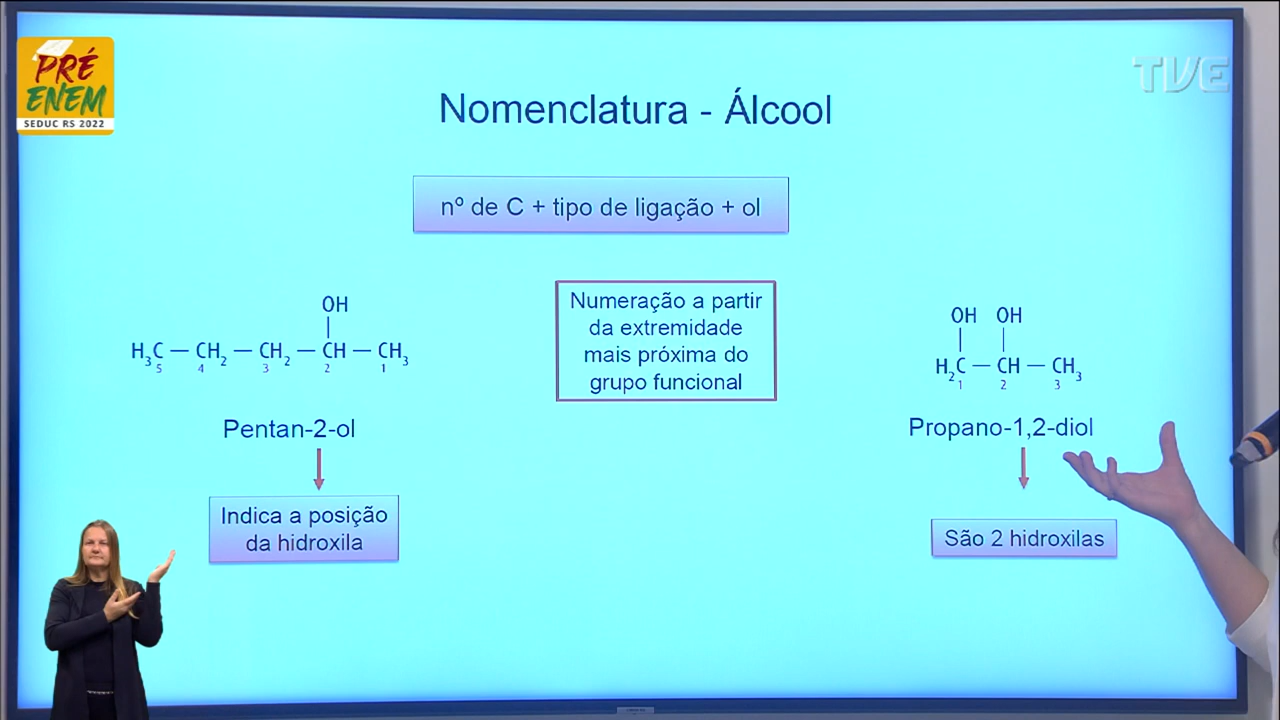 PRÉ
ENEM
SEDUC RS 2022
TVE
Nomenclatura - Álcool
nº de C + tipo de ligação + ol
OH
H₃C — CH₂ — CH₂ — CH — CH₃
5 4 3 2 1
Pentan-2-ol
Indica a posição
da hidroxila
Numeração a partir
da extremidade
mais próxima do
grupo funcional
OH OH
H₂C — CH — CH₃
1 2 3
Propano-1,2-diol
São 2 hidroxilas